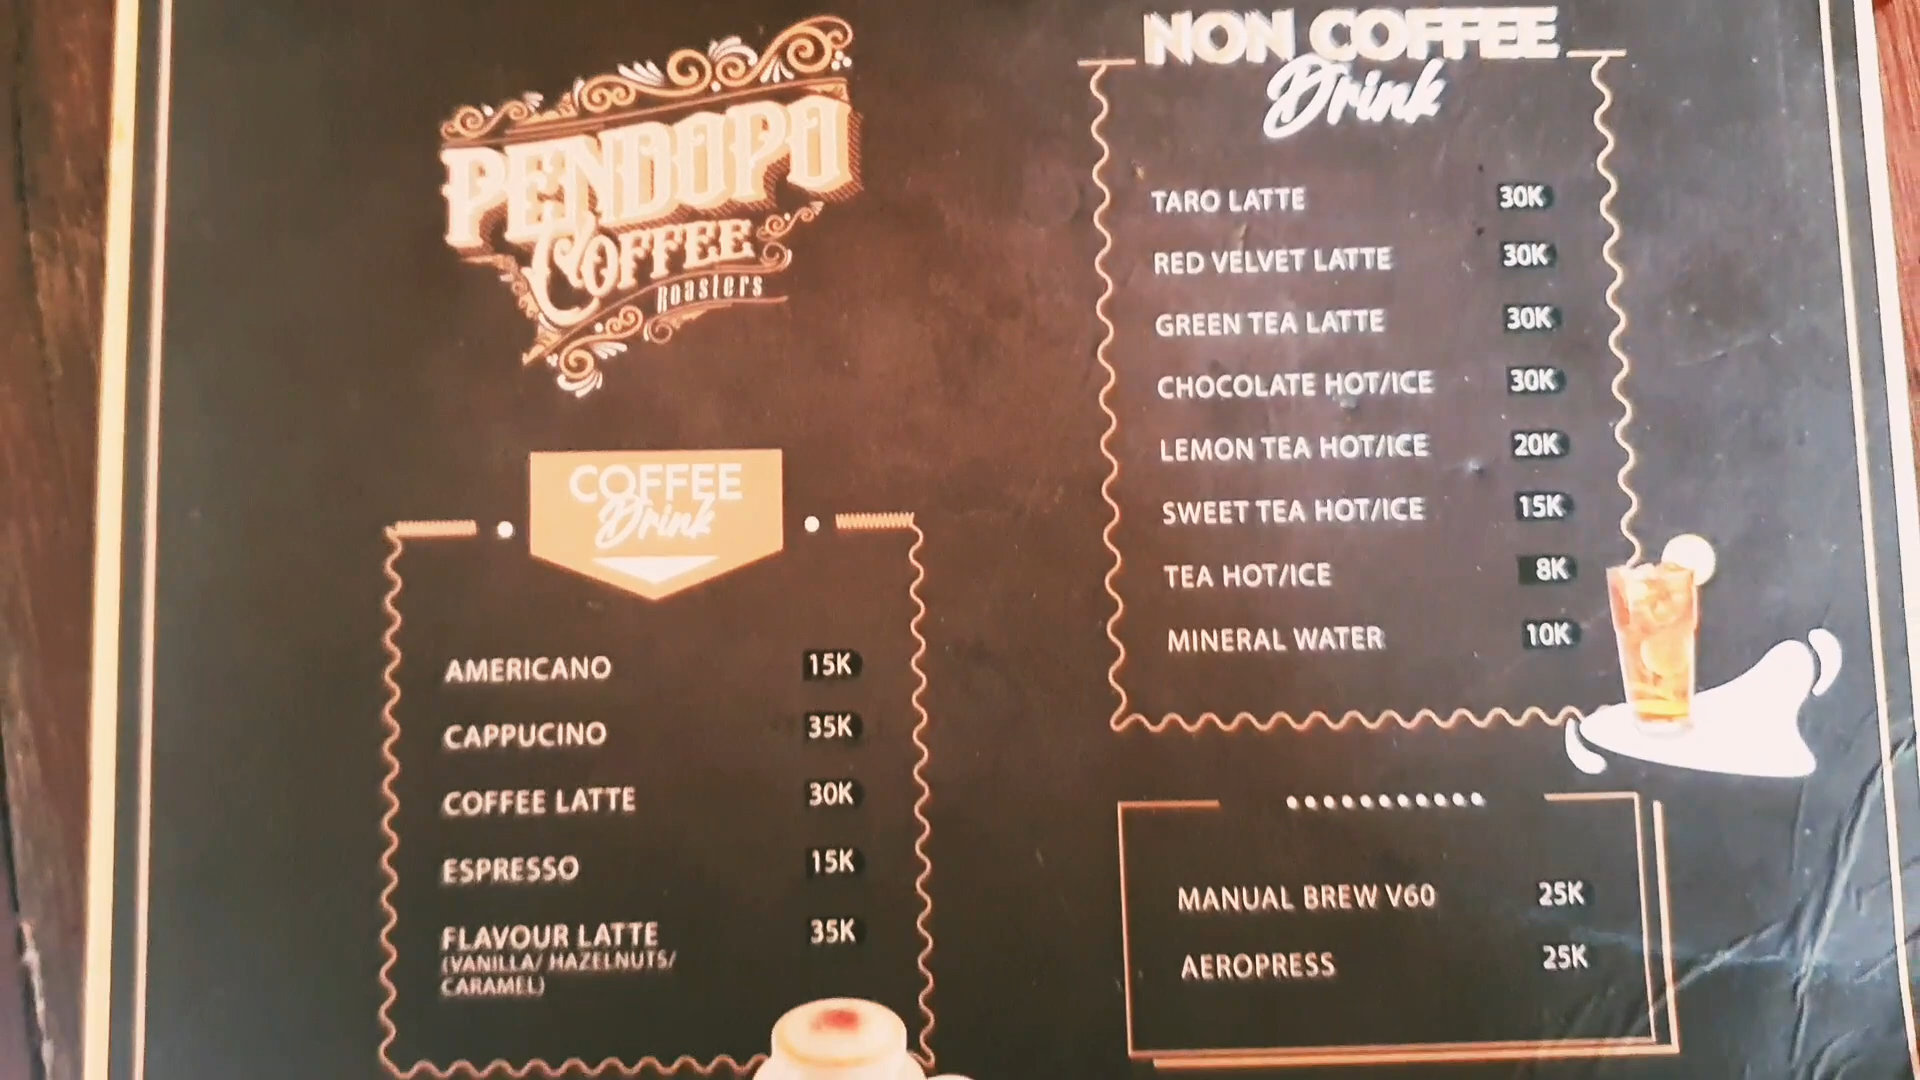 PENDOPO
COFFEE
Roasters
COFFEE
Drink
AMERICANO 15K
CAPPUCINO 35K
COFFEE LATTE 30K
ESPRESSO 15K
FLAVOUR LATTE 35K
(VANILLA/ HAZELNUTS/
CARAMEL)
NON COFFEE
Drink
TARO LATTE 30K
RED VELVET LATTE 30K
GREEN TEA LATTE 30K
CHOCOLATE HOT/ICE 30K
LEMON TEA HOT/ICE 20K
SWEET TEA HOT/ICE 15K
TEA HOT/ICE 8K
MINERAL WATER 10K
MANUAL BREW V60 25K
AEROPRESS 25K